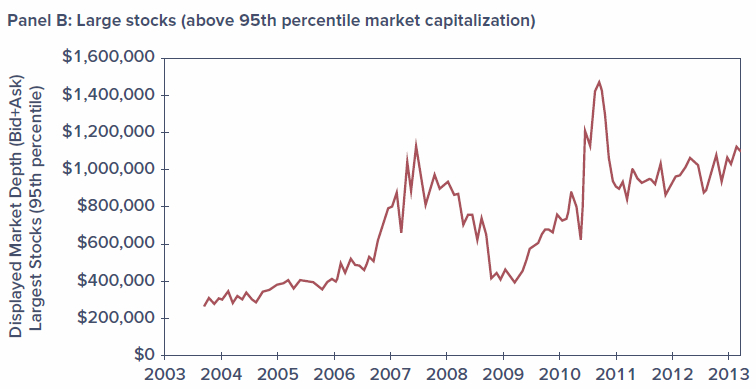 Panel B: Large stocks (above 95th percentile market capitalization)
Displayed Market Depth (Bid+Ask)
Largest Stocks (95th percentile)
$1,600,000
$1,400,000
$1,200,000
$1,000,000
$800,000
$600,000
$400,000
$200,000
$0
2003 2004 2005 2006 2007 2008 2009 2010 2011 2012 2013